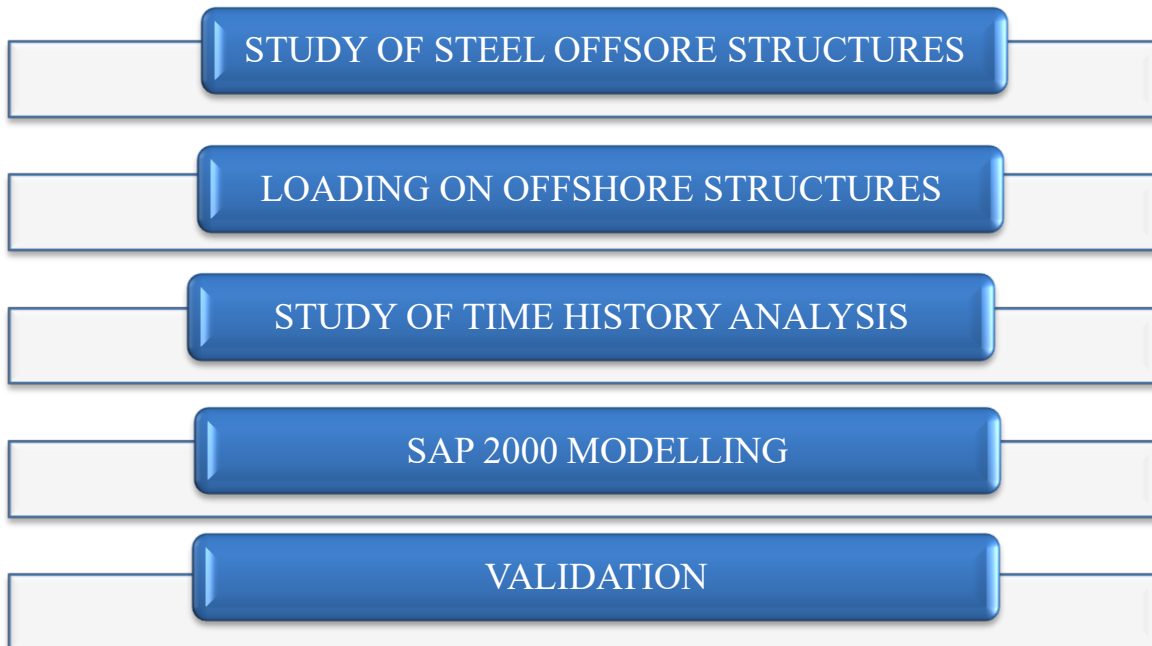 STUDY OF STEEL OFFSORE STRUCTURES
LOADING ON OFFSHORE STRUCTURES
STUDY OF TIME HISTORY ANALYSIS
SAP 2000 MODELLING
VALIDATION